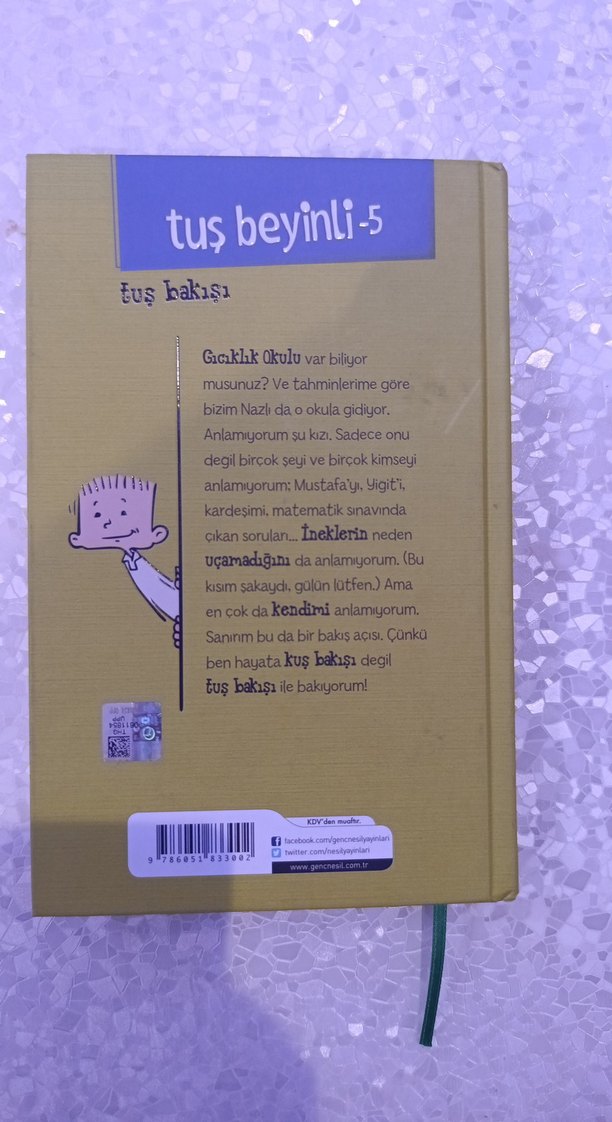 tuş beyinli-5
tuş bakışı
Gıcıklık Okulu var biliyor
musunuz? Ve tahminlerime göre
bizim Nazlı da o okula gidiyor.
Anlamıyorum şu kızı. Sadece onu
değil birçok şeyi ve birçok kimseyi
anlamıyorum; Mustafa'yı, Yigit'i,
kardeşimi, matematik sınavında
çıkan soruları... İneklerin neden
uçamadığını da anlamıyorum. (Bu
kısım şakaydı, gülün lütfen.) Ama
en çok da kendimi anlamıyorum.
Sanırım bu da bir bakış açısı. Çünkü
ben hayata kuş bakışı değil
tuş bakışı ile bakıyorum!
THQ
UPP
0611854
KDV'den muaftır.
facebook.com/gencnesilyayinlari
twitter.com/nesilyayinlari
www.gencnesil.com.tr
9 786051 833002